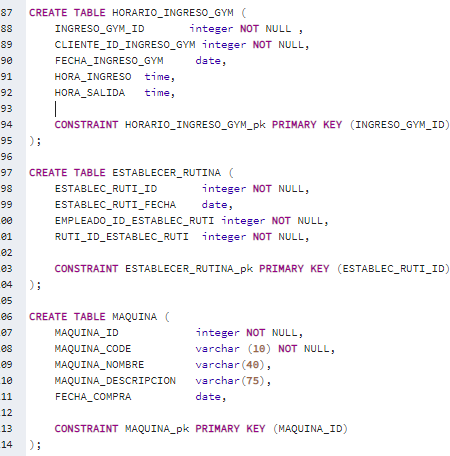 87 CREATE TABLE HORARIO_INGRESO_GYM (
88 INGRESO_GYM_ID integer NOT NULL ,
89 CLIENTE_ID_INGRESO_GYM integer NOT NULL,
90 FECHA_INGRESO_GYM date,
91 HORA_INGRESO time,
92 HORA_SALIDA time,
93
94 CONSTRAINT HORARIO_INGRESO_GYM_pk PRIMARY KEY (INGRESO_GYM_ID)
95 );
96
97 CREATE TABLE ESTABLECER_RUTINA (
98 ESTABLEC_RUTI_ID integer NOT NULL,
99 ESTABLEC_RUTI_FECHA date,
00 EMPLEADO_ID_ESTABLEC_RUTI integer NOT NULL,
01 RUTI_ID_ESTABLEC_RUTI integer NOT NULL,
02
03 CONSTRAINT ESTABLECER_RUTINA_pk PRIMARY KEY (ESTABLEC_RUTI_ID)
04 );
05
06 CREATE TABLE MAQUINA (
07 MAQUINA_ID integer NOT NULL,
08 MAQUINA_CODE varchar (10) NOT NULL,
09 MAQUINA_NOMBRE varchar(40),
10 MAQUINA_DESCRIPCION varchar(75),
11 FECHA_COMPRA date,
12
13 CONSTRAINT MAQUINA_pk PRIMARY KEY (MAQUINA_ID)
14 );